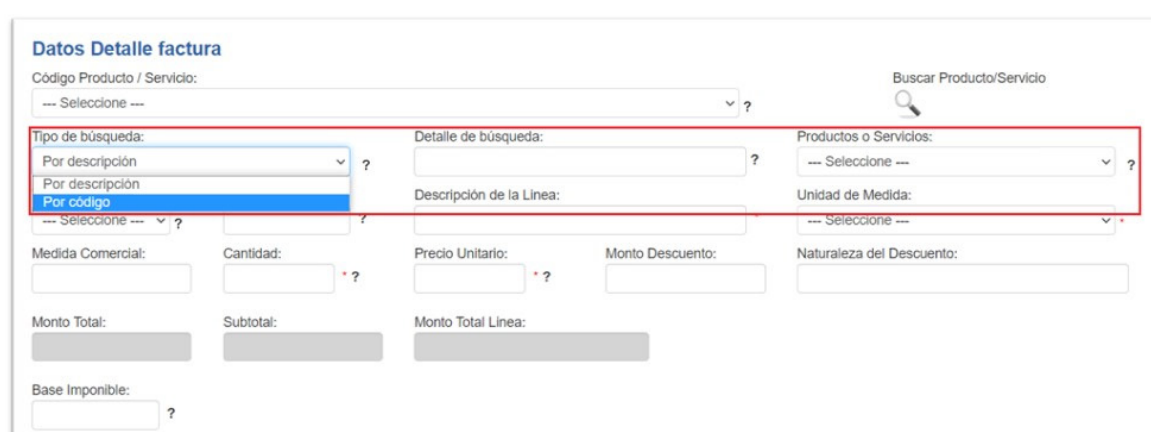 Datos Detalle factura
Código Producto / Servicio: Buscar Producto/Servicio
--- Seleccione --- ?
Tipo de búsqueda: Detalle de búsqueda: Productos o Servicios:
Por descripción ? ? --- Seleccione --- ?
Por descripción
Por código Descripción de la Linea: Unidad de Medida:
--- Seleccione --- ? ? * --- Seleccione --- *
Medida Comercial: Cantidad: Precio Unitario: Monto Descuento: Naturaleza del Descuento:
* ? * ?
Monto Total: Subtotal: Monto Total Linea:
Base Imponible:
?